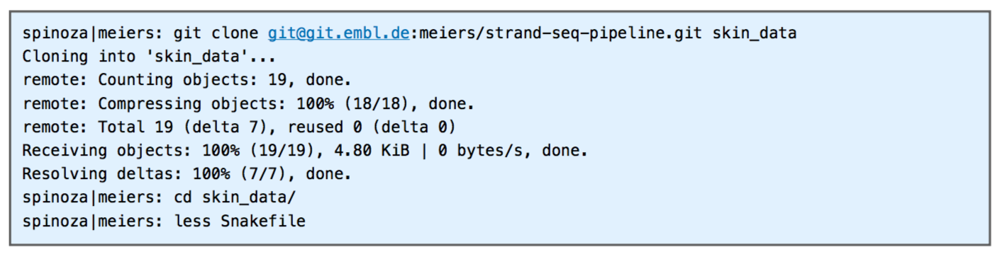 spinoza|meiers: git clone git@git.embl.de:meiers/strand-seq-pipeline.git skin_data
Cloning into 'skin_data'...
remote: Counting objects: 19, done.
remote: Compressing objects: 100% (18/18), done.
remote: Total 19 (delta 7), reused 0 (delta 0)
Receiving objects: 100% (19/19), 4.80 KiB | 0 bytes/s, done.
Resolving deltas: 100% (7/7), done.
spinoza|meiers: cd skin_data/
spinoza|meiers: less Snakefile